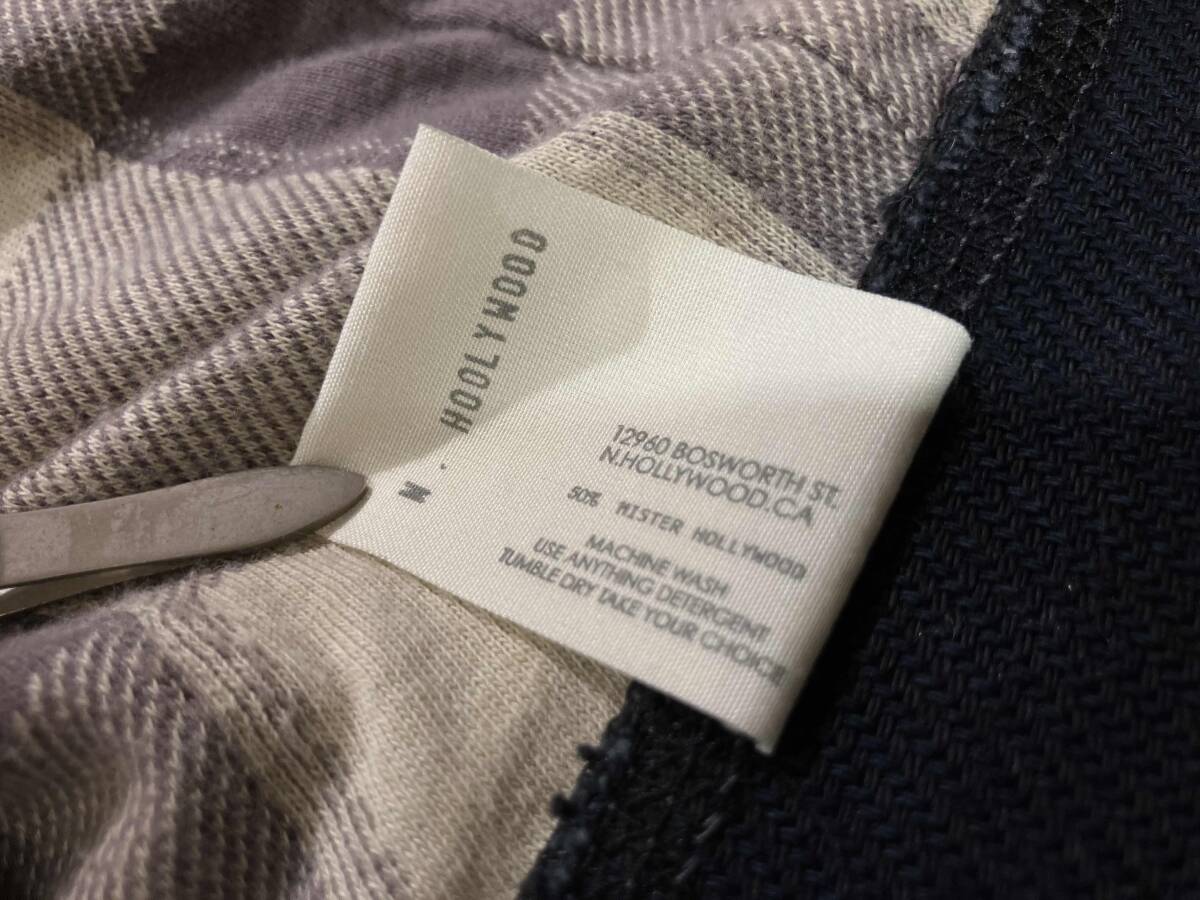 N. HOOLYWOOD
12960 BOSWORTH ST.
N.HOLLYWOOD.CA
50% MISTER HOLLYWOOD
MACHINE WASH
USE ANYTHING DETERGENT
TUMBLE DRY TAKE YOUR CHOICE